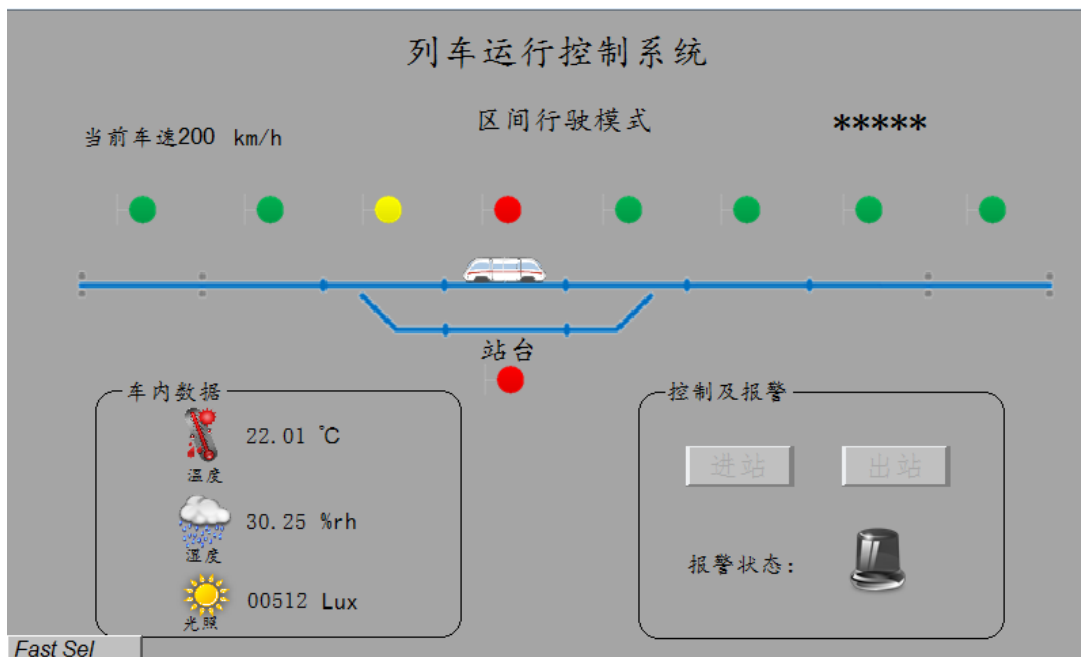 列车运行控制系统
区间行驶模式
*****
当前车速200 km/h
站台
车内数据
22.01 ℃
温度
30.25 %rh
湿度
00512 Lux
光照
控制及报警
进站
出站
报警状态：
Fast Sel